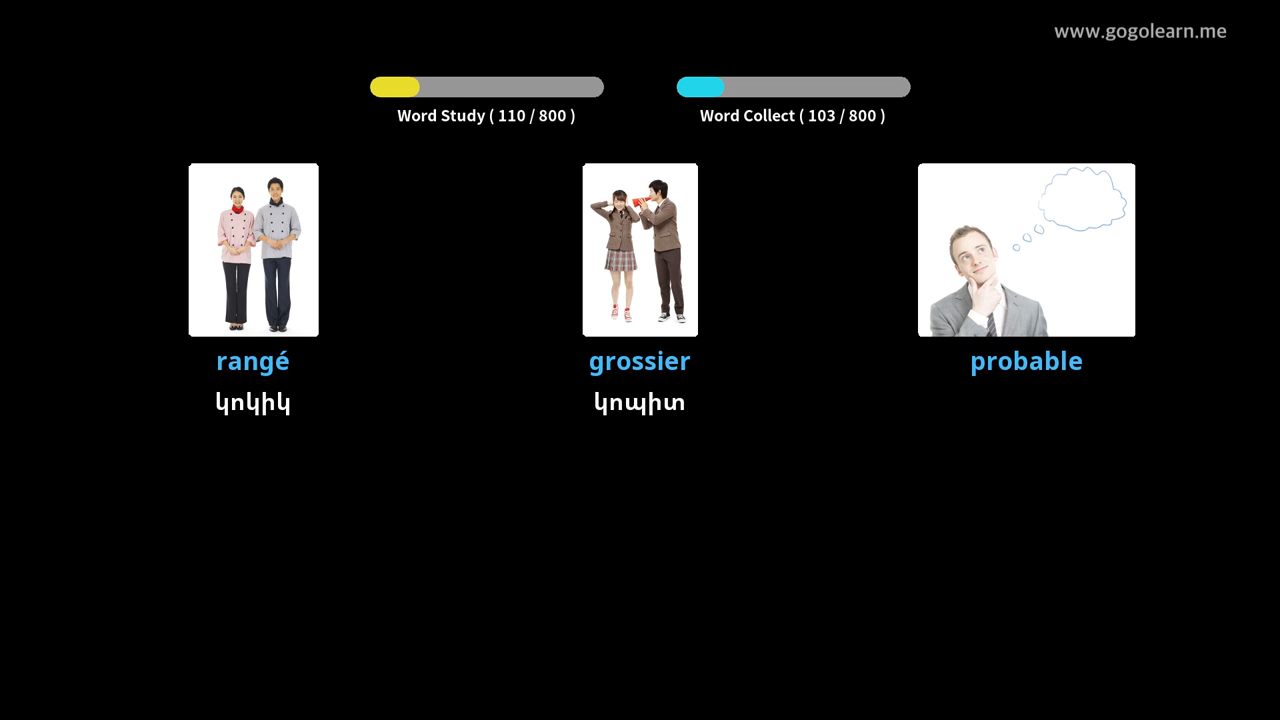 www.gogolearn.me
Word Study ( 110 / 800 )
Word Collect ( 103 / 800 )
rangé
grossier
probable
կոկիկ
կոպիտ